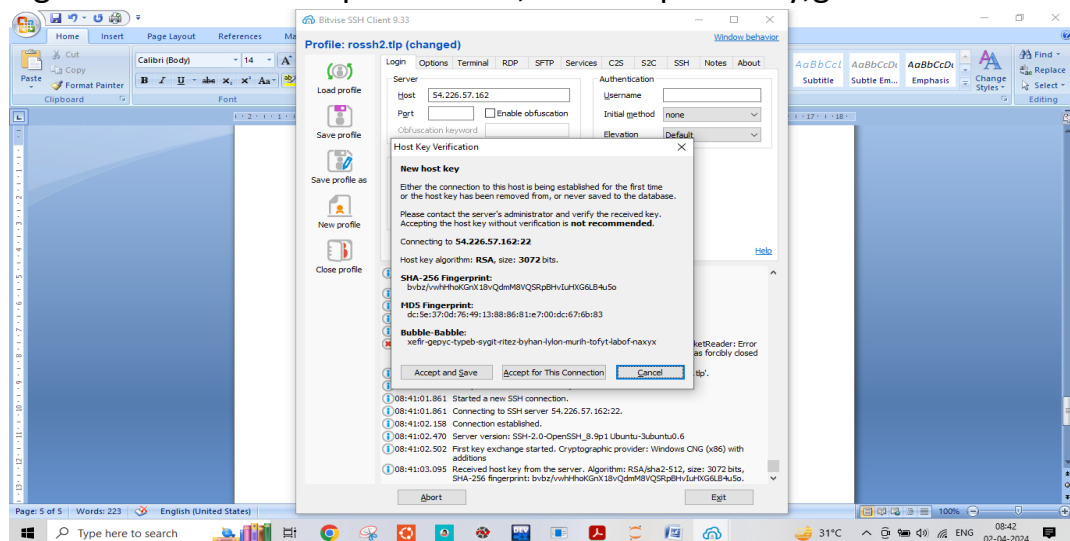 Home Insert Page Layout References Ma
Cut
Copy
Format Painter
Paste
Clipboard
Calibri (Body) 14 A
B I U abe x, x² Aa
Font
AaBbCcL AaBbCcDt AaBbCcDt
Subtitle Subtle Em... Emphasis
Change
Styles
Find
Replace
Select
Editing
Bitvise SSH Client 9.33
Profile: rossh2.tlp (changed)
Window behavior
Load profile
Save profile
Save profile as
New profile
Close profile
Login Options Terminal RDP SFTP Services C2S S2C SSH Notes About
Server
Host 54.226.57.162
Port Enable obfuscation
Obfuscation keyword
Authentication
Username
Initial method none
Elevation Default
Help
Host Key Verification
New host key
Either the connection to this host is being established for the first time
or the host key has been removed from, or never saved to the database.
Please contact the server's administrator and verify the received key.
Accepting the host key without verification is not recommended.
Connecting to 54.226.57.162:22
Host key algorithm: RSA, size: 3072 bits.
SHA-256 Fingerprint:
bvbz/vwhHhoKGnX18vQdmM8VQSRpBHvIuHXG6LB4u5o
MD5 Fingerprint:
dc:5e:37:0d:76:49:13:88:86:81:e7:00:dc:67:6b:83
Bubble-Babble:
xefir-gepyc-typeb-sygit-ritez-byhan-lylon-murih-tofyt-labof-naxyx
Accept and Save Accept for This Connection Cancel
ketReader: Error
as forcibly closed
tlp'.
08:41:01.861 Started a new SSH connection.
08:41:01.861 Connecting to SSH server 54.226.57.162:22.
08:41:02.158 Connection established.
08:41:02.470 Server version: SSH-2.0-OpenSSH_8.9p1 Ubuntu-3ubuntu0.6
08:41:02.502 First key exchange started. Cryptographic provider: Windows CNG (x86) with
additions
08:41:03.095 Received host key from the server. Algorithm: RSA/sha2-512, size: 3072 bits,
SHA-256 fingerprint: bvbz/vwhHhoKGnX18vQdmM8VQSRpBHvIuHXG6LB4u5o.
Abort Exit
Page: 5 of 5 Words: 223 English (United States) 100%
Type here to search
31°C ENG 08:42
02-04-2024